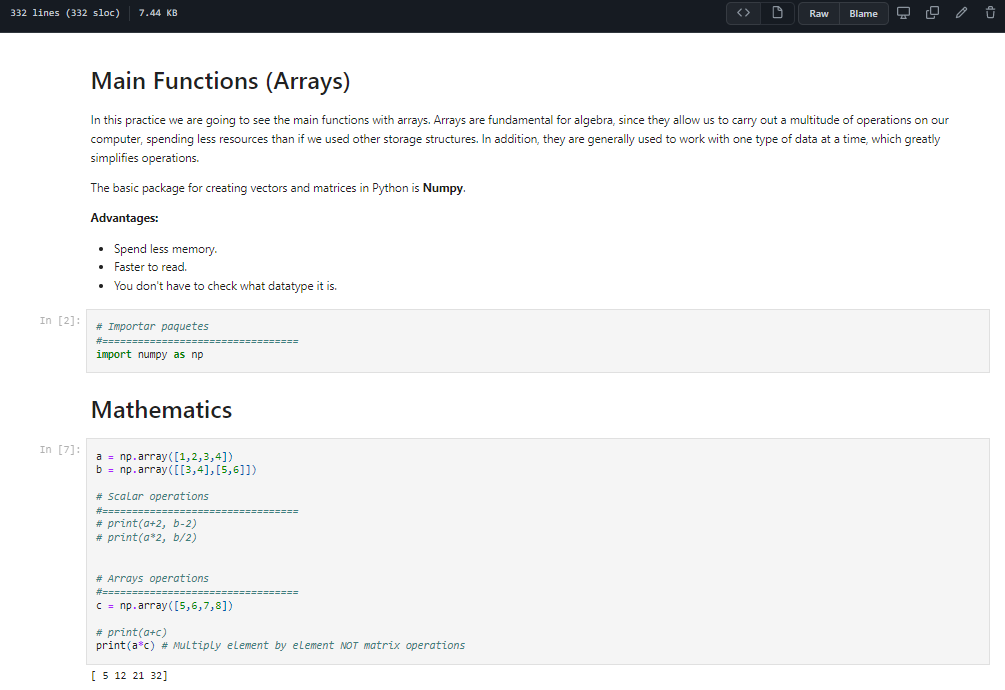 332 lines (332 sloc) 7.44 KB
Raw Blame
Main Functions (Arrays)
In this practice we are going to see the main functions with arrays. Arrays are fundamental for algebra, since they allow us to carry out a multitude of operations on our
computer, spending less resources than if we used other storage structures. In addition, they are generally used to work with one type of data at a time, which greatly
simplifies operations.
The basic package for creating vectors and matrices in Python is Numpy.
Advantages:
• Spend less memory.
• Faster to read.
• You don't have to check what datatype it is.
In [2]:
# Importar paquetes
#=================================
import numpy as np
Mathematics
In [7]:
a = np.array([1,2,3,4])
b = np.array([[3,4],[5,6]])
# Scalar operations
#=================================
# print(a+2, b-2)
# print(a*2, b/2)
# Arrays operations
#=================================
c = np.array([5,6,7,8])
# print(a+c)
print(a*c) # Multiply element by element NOT matrix operations
[ 5 12 21 32]